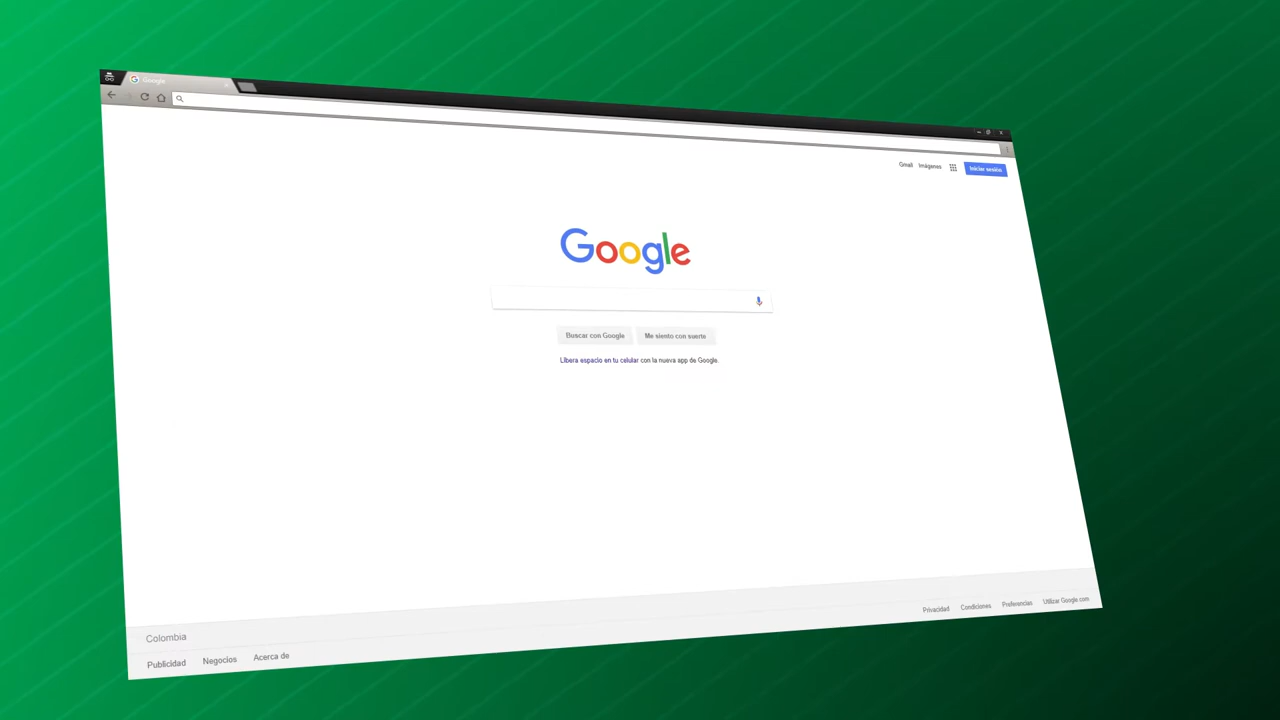 Google
Gmail Imágenes Iniciar sesión
Google
Buscar con Google Me siento con suerte
Libera espacio en tu celular con la nueva app de Google.
Colombia
Publicidad Negocios Acerca de
Privacidad Condiciones Preferencias Utilizar Google.com